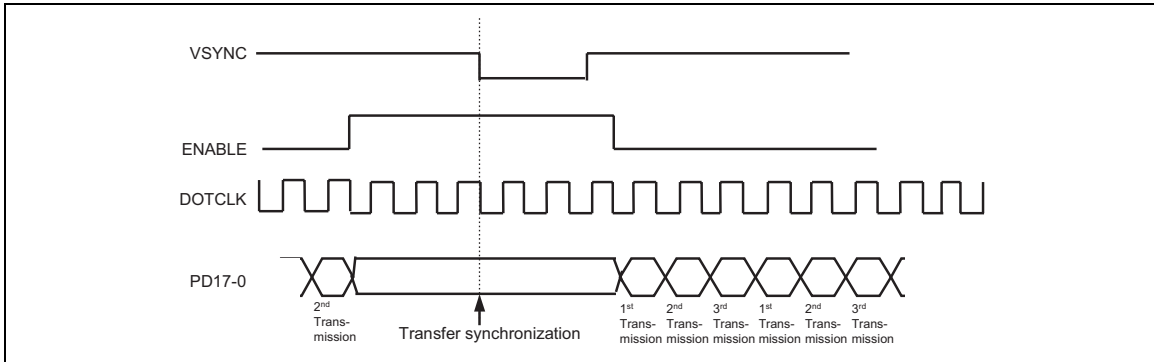 VSYNC
ENABLE
DOTCLK
PD17-0
2nd
Trans-
mission
Transfer synchronization
1st
Trans-
mission
2nd
Trans-
mission
3rd
Trans-
mission
1st
Trans-
mission
2nd
Trans-
mission
3rd
Trans-
mission